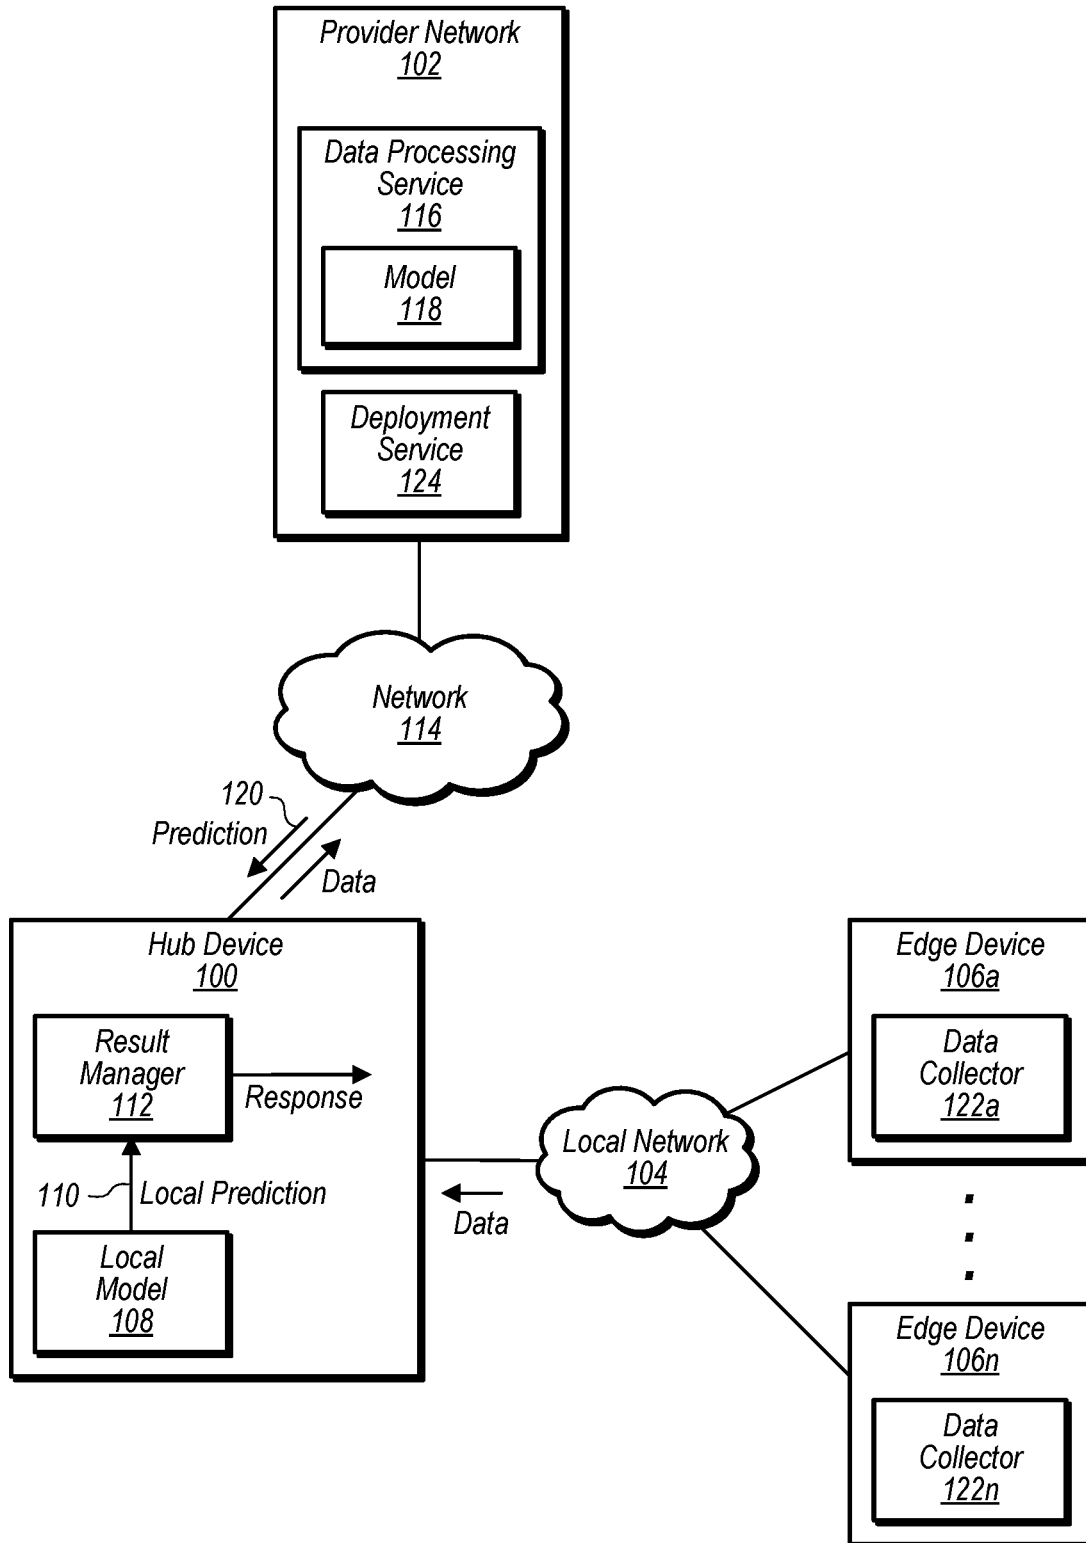 Provider Network
102
Data Processing
Service
116
Model
118
Deployment
Service
124
Network
114
120
Prediction
Data
Hub Device
100
Result
Manager
112
Response
110
Local Prediction
Local
Model
108
Local Network
104
Data
Edge Device
106a
Data
Collector
122a
Edge Device
106n
Data
Collector
122n